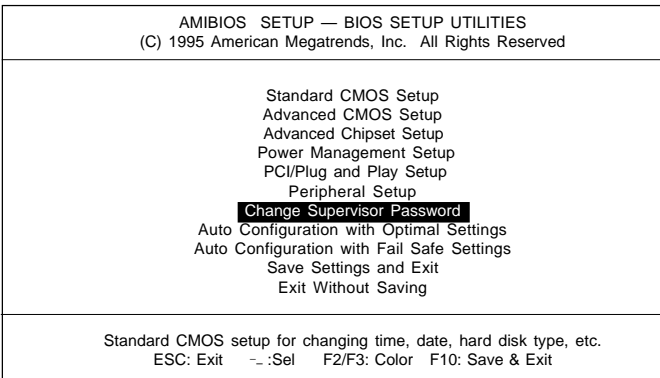 AMIBIOS SETUP — BIOS SETUP UTILITIES
(C) 1995 American Megatrends, Inc. All Rights Reserved
Standard CMOS Setup
Advanced CMOS Setup
Advanced Chipset Setup
Power Management Setup
PCI/Plug and Play Setup
Peripheral Setup
Change Supervisor Password
Auto Configuration with Optimal Settings
Auto Configuration with Fail Safe Settings
Save Settings and Exit
Exit Without Saving
Standard CMOS setup for changing time, date, hard disk type, etc.
ESC: Exit ¯_ :Sel F2/F3: Color F10: Save & Exit